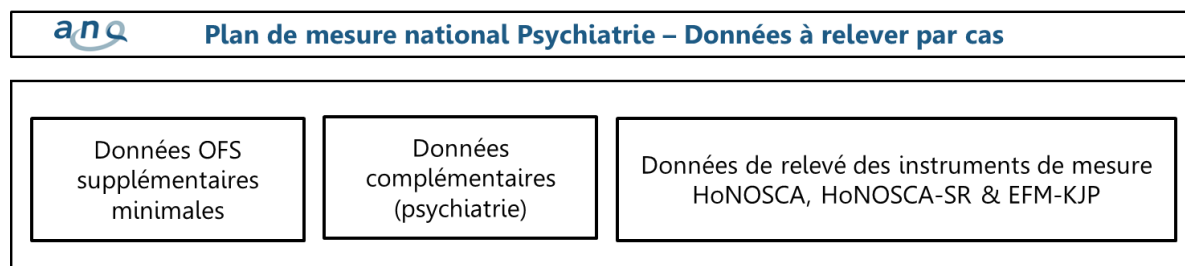 anq
Plan de mesure national Psychiatrie – Données à relever par cas
Données OFS
supplémentaires
minimales
Données
complémentaires
(psychiatrie)
Données de relevé des instruments de mesure
HoNOSCA, HoNOSCA-SR & EFM-KJP